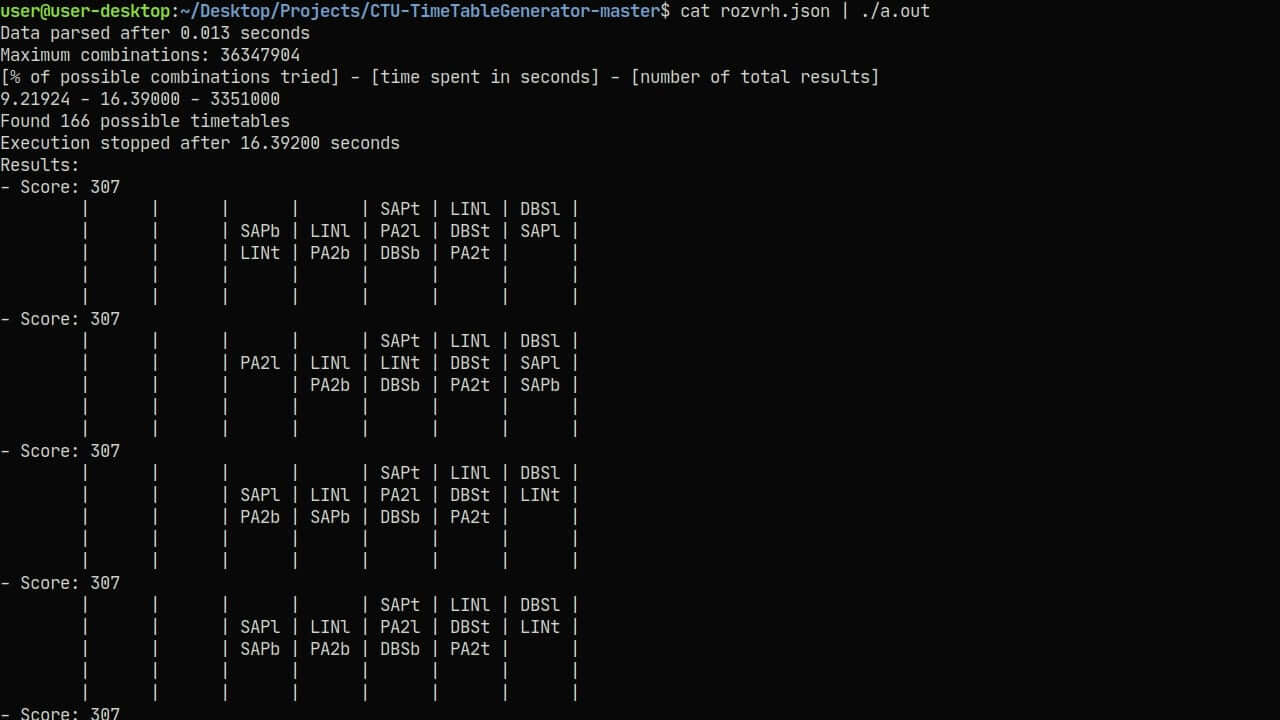 user@user-desktop:~/Desktop/Projects/CTU-TimeTableGenerator-master$ cat rozvrh.json | ./a.out
Data parsed after 0.013 seconds
Maximum combinations: 36347904
[% of possible combinations tried] - [time spent in seconds] - [number of total results]
9.21924 - 16.39000 - 3351000
Found 166 possible timetables
Execution stopped after 16.39200 seconds
Results:
- Score: 307
        |      |      |      |      | SAPt | LINl | DBSl |
        |      |      | SAPb | LINl | PA2l | DBSt | SAPl |
        |      |      | LINt | PA2b | DBSb | PA2t |      |
        |      |      |      |      |      |      |      |
        |      |      |      |      |      |      |      |
- Score: 307
        |      |      |      |      | SAPt | LINl | DBSl |
        |      |      | PA2l | LINl | LINt | DBSt | SAPl |
        |      |      |      | PA2b | DBSb | PA2t | SAPb |
        |      |      |      |      |      |      |      |
        |      |      |      |      |      |      |      |
- Score: 307
        |      |      |      |      | SAPt | LINl | DBSl |
        |      |      | SAPl | LINl | PA2l | DBSt | LINt |
        |      |      | PA2b | SAPb | DBSb | PA2t |      |
        |      |      |      |      |      |      |      |
        |      |      |      |      |      |      |      |
- Score: 307
        |      |      |      |      | SAPt | LINl | DBSl |
        |      |      | SAPl | LINl | PA2l | DBSt | LINt |
        |      |      | SAPb | PA2b | DBSb | PA2t |      |
        |      |      |      |      |      |      |      |
        |      |      |      |      |      |      |      |
- Score: 307